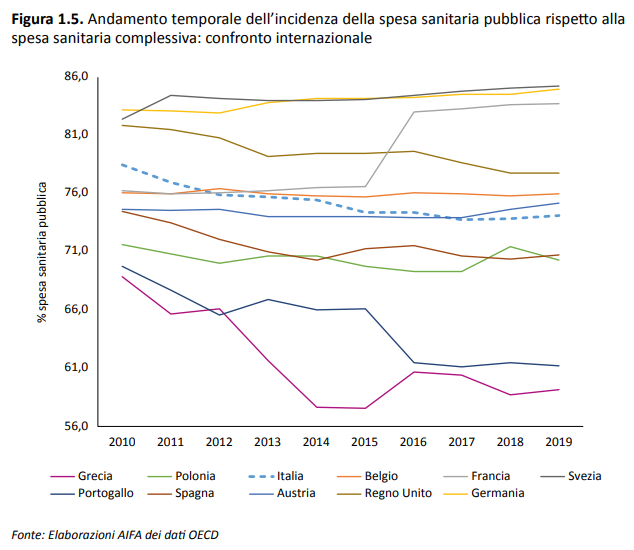 Figura 1.5. Andamento temporale dell'incidenza della spesa sanitaria pubblica rispetto alla
spesa sanitaria complessiva: confronto internazionale
86,0
81,0
76,0
71,0
66,0
61,0
56,0
% spesa sanitaria pubblica
2010 2011 2012 2013 2014 2015 2016 2017 2018 2019
Grecia Polonia Italia Belgio Francia Svezia
Portogallo Spagna Austria Regno Unito Germania
Fonte: Elaborazioni AIFA dei dati OECD